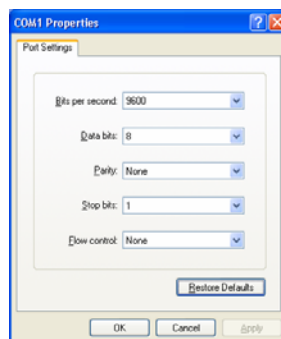 COM1 Properties
Port Settings
Bits per second: 9600
Data bits: 8
Parity: None
Stop bits: 1
Flow control: None
Restore Defaults
OK Cancel Apply